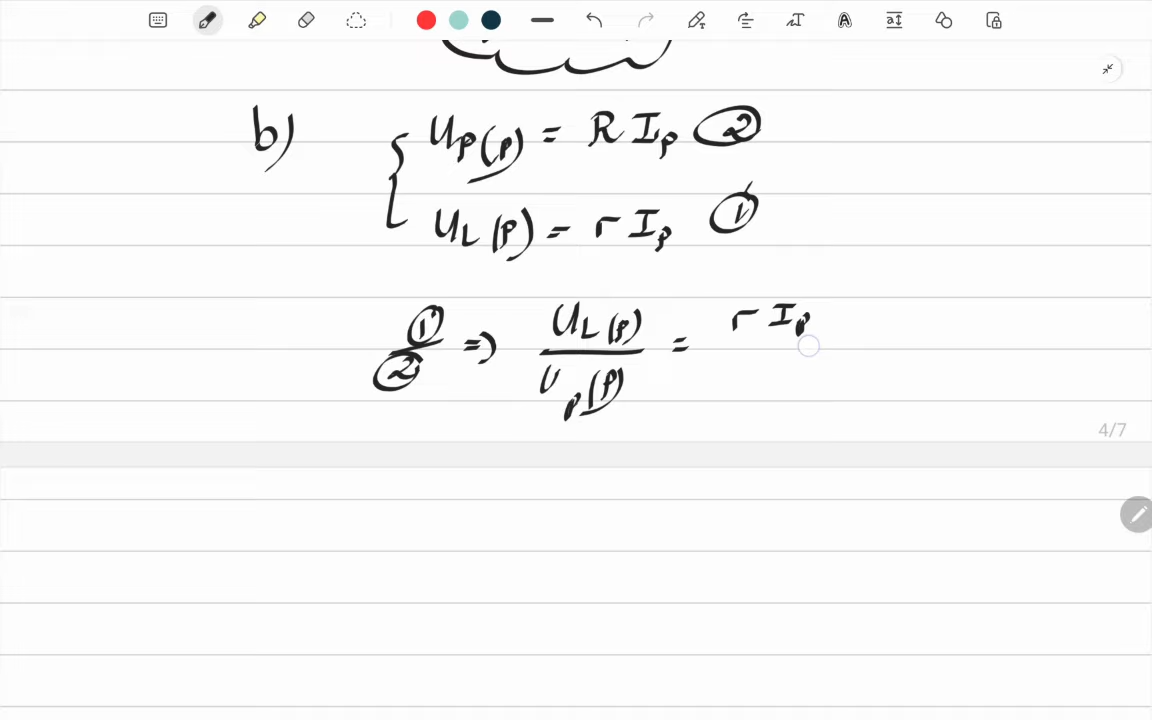 b) U_P(P) = R I_P ②
U_L(P) = r I_P ①
①/② => U_L(P) / U_P(P) = r I_P
4/7